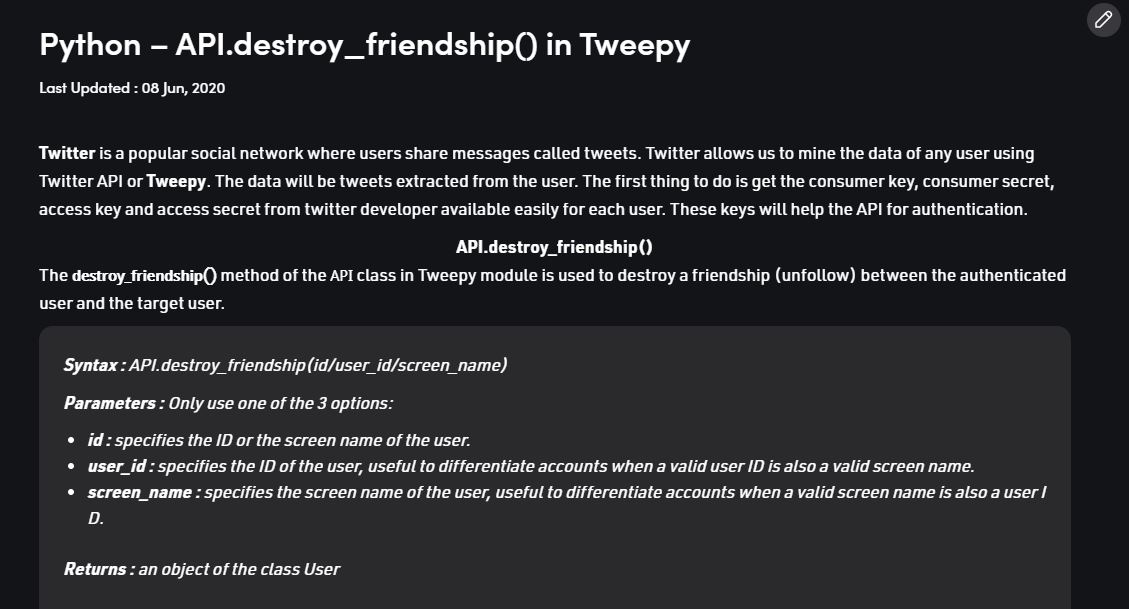 Python – API.destroy_friendship() in Tweepy
Last Updated : 08 Jun, 2020
Twitter is a popular social network where users share messages called tweets. Twitter allows us to mine the data of any user using
Twitter API or Tweepy. The data will be tweets extracted from the user. The first thing to do is get the consumer key, consumer secret,
access key and access secret from twitter developer available easily for each user. These keys will help the API for authentication.
API.destroy_friendship()
The destroy_friendship() method of the API class in Tweepy module is used to destroy a friendship (unfollow) between the authenticated
user and the target user.
Syntax : API.destroy_friendship(id/user_id/screen_name)
Parameters : Only use one of the 3 options:
• id : specifies the ID or the screen name of the user.
• user_id : specifies the ID of the user, useful to differentiate accounts when a valid user ID is also a valid screen name.
• screen_name : specifies the screen name of the user, useful to differentiate accounts when a valid screen name is also a user I
D.
Returns : an object of the class User